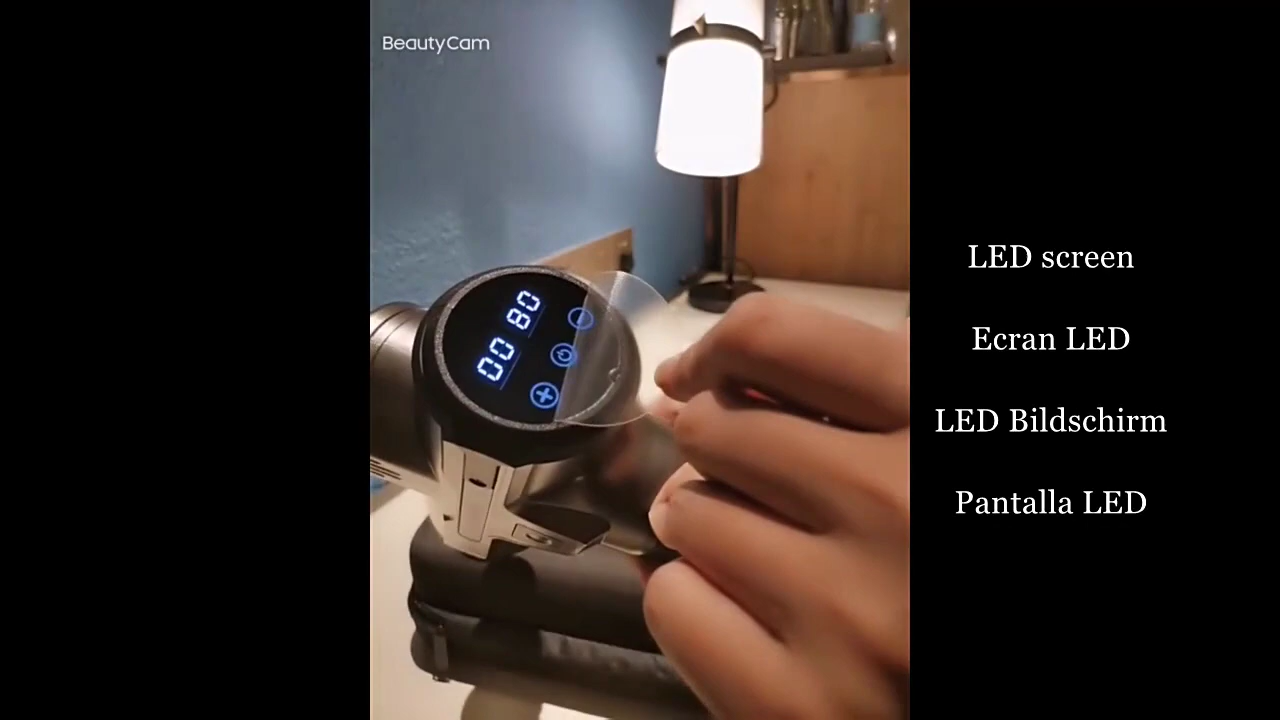 BeautyCam
00 80
LED screen
Ecran LED
LED Bildschirm
Pantalla LED